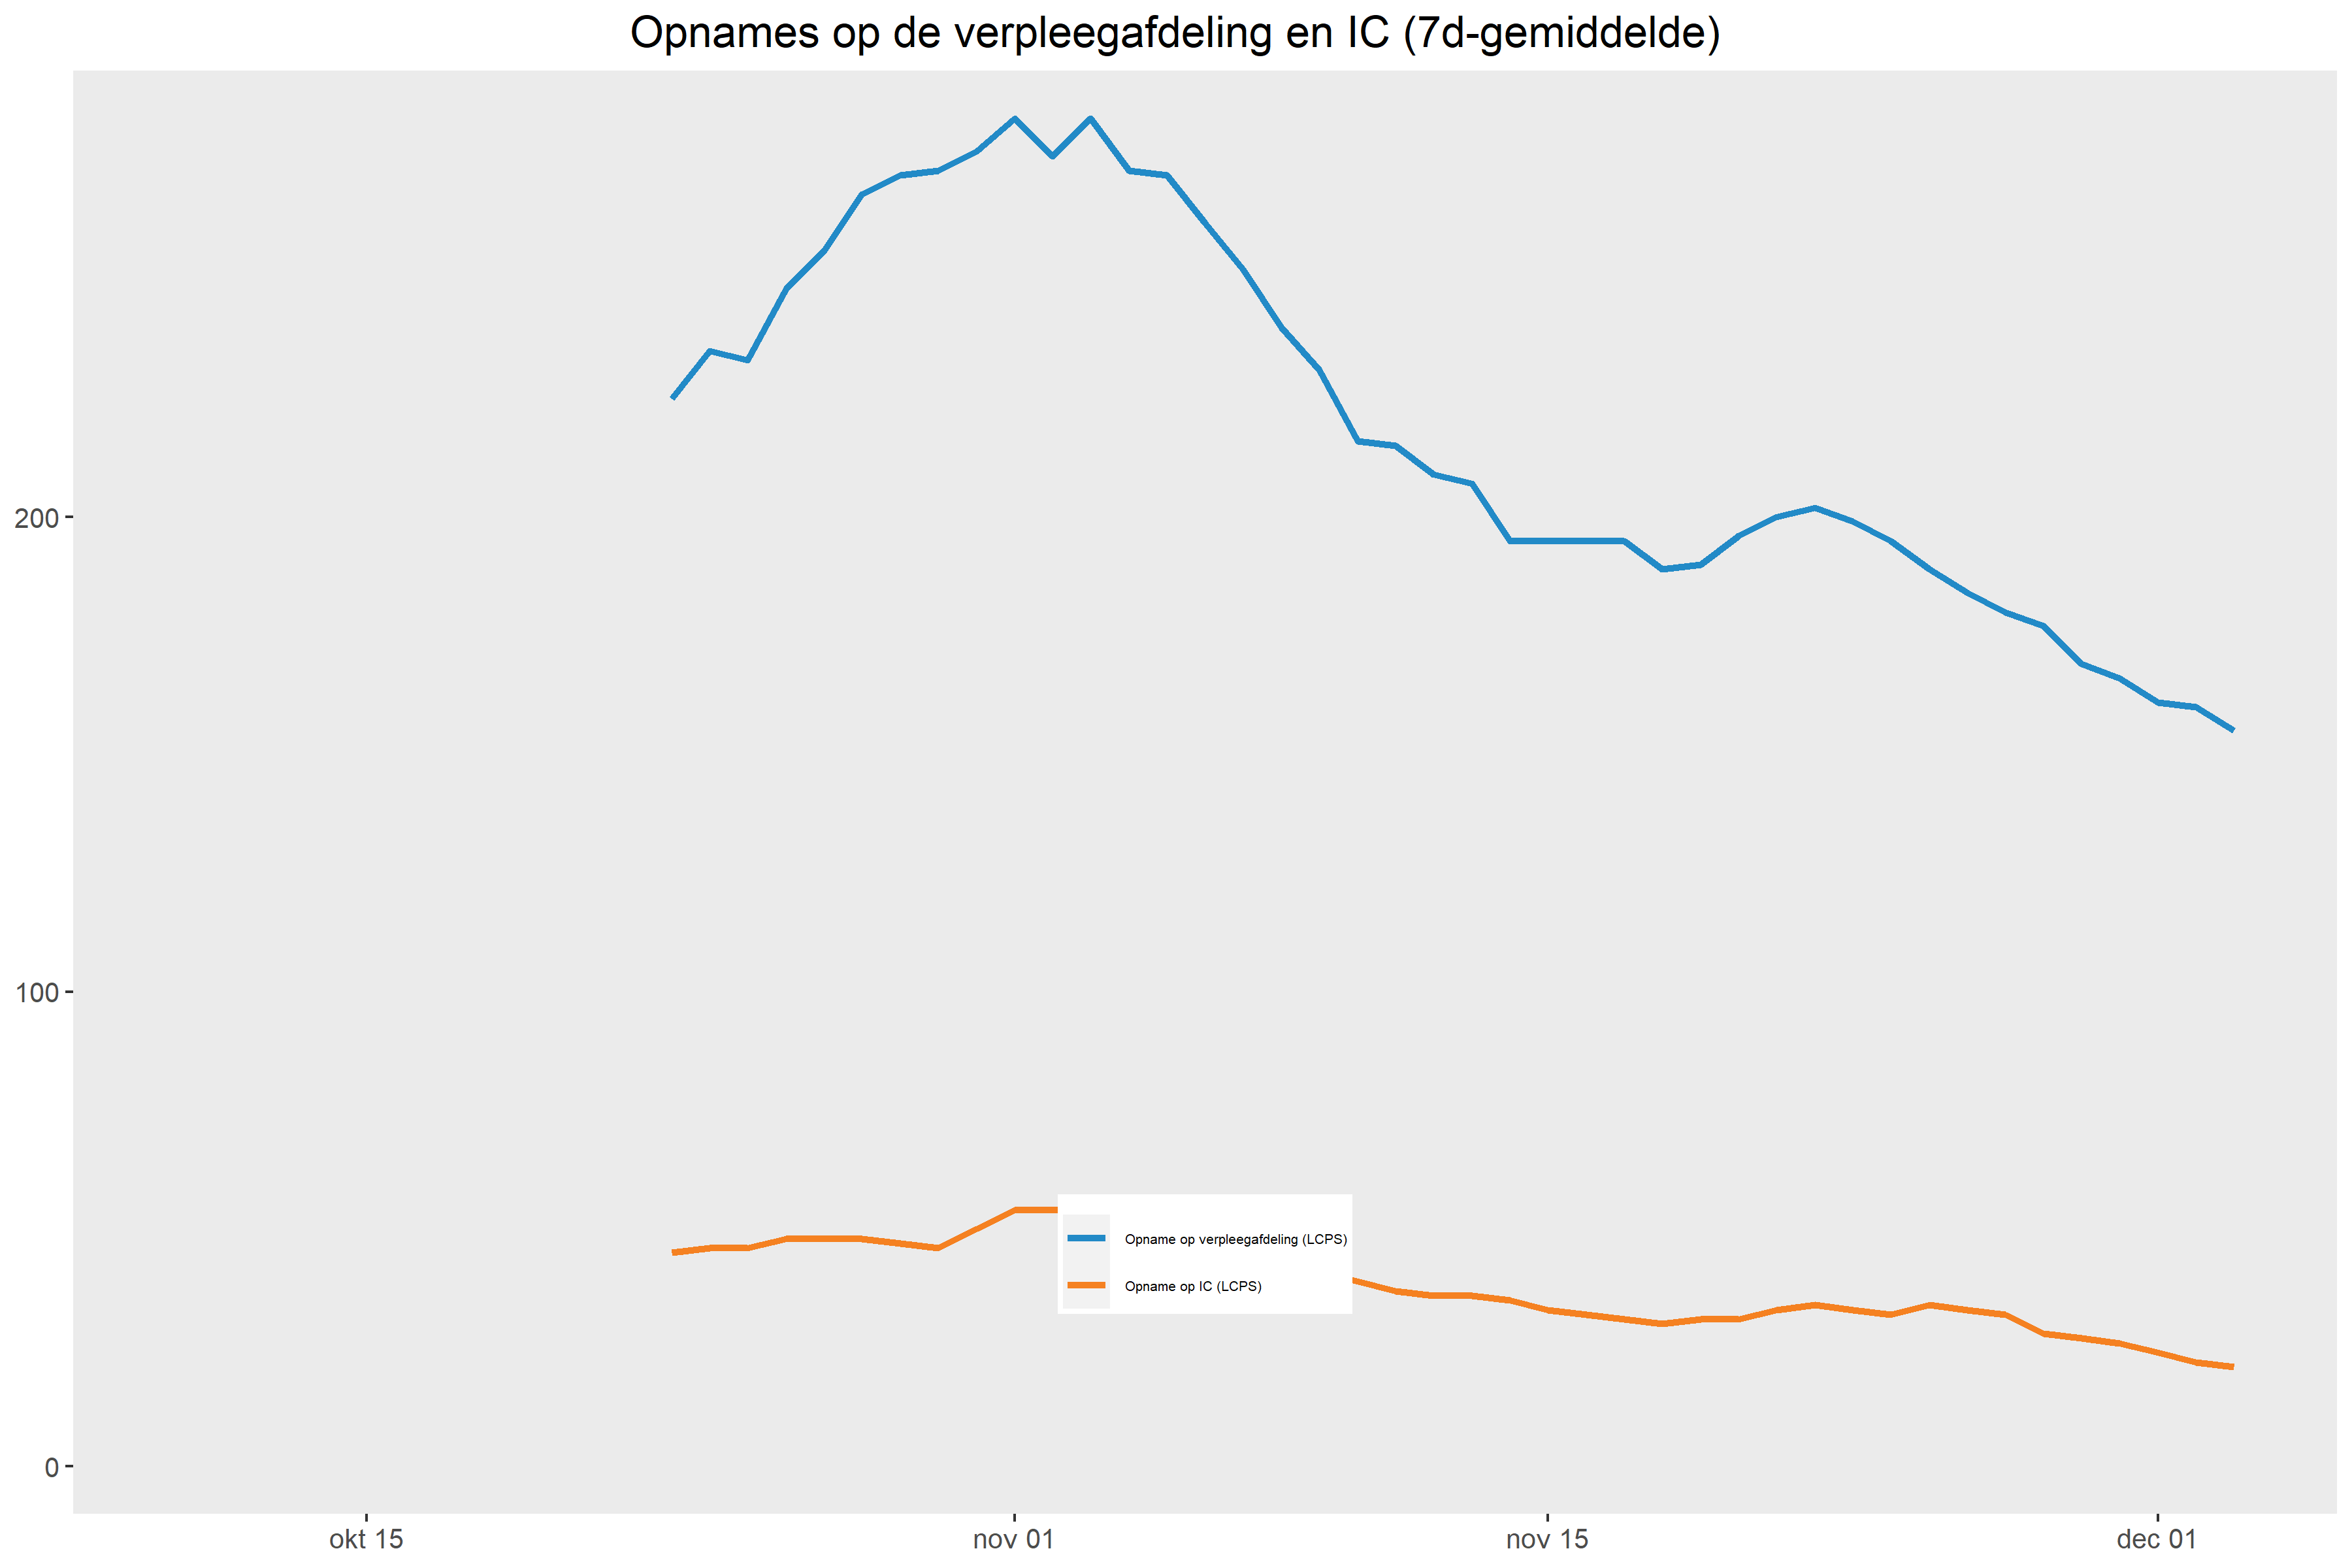 Opnames op de verpleegafdeling en IC (7d-gemiddelde)
200
100
0
Opname op verpleegafdeling (LCPS)
Opname op IC (LCPS)
okt 15
nov 01
nov 15
dec 01